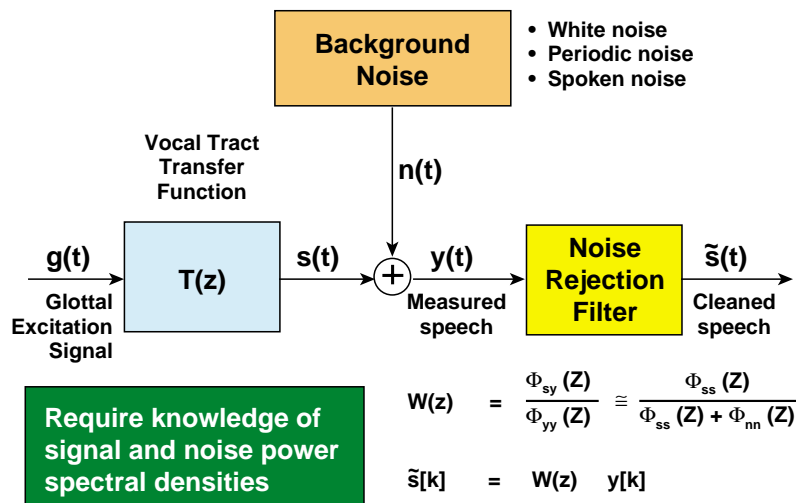 Background
Noise
• White noise
• Periodic noise
• Spoken noise
Vocal Tract
Transfer
Function
n(t)
g(t)
T(z)
s(t)
+
y(t)
Noise
Rejection
Filter
s̃(t)
Glottal
Excitation
Signal
Measured
speech
Cleaned
speech
Require knowledge of
signal and noise power
spectral densities
W(z) = Φsy (Z) / Φyy (Z) ≅ Φss (Z) / Φss (Z) + Φnn (Z)
s̃[k] = W(z) y[k]